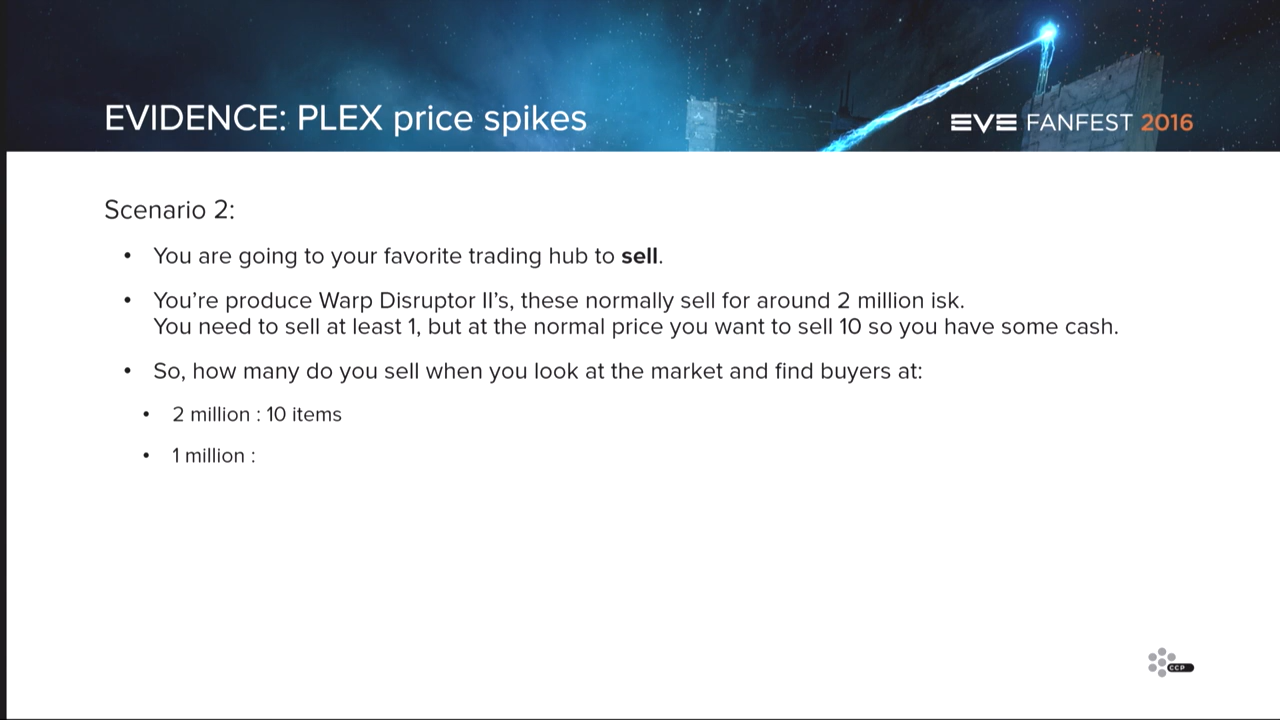 EVIDENCE: PLEX price spikes
EVE FANFEST 2016
Scenario 2:
• You are going to your favorite trading hub to sell.
• You’re produce Warp Disruptor II’s, these normally sell for around 2 million isk.
You need to sell at least 1, but at the normal price you want to sell 10 so you have some cash.
• So, how many do you sell when you look at the market and find buyers at:
• 2 million : 10 items
• 1 million :
CCP